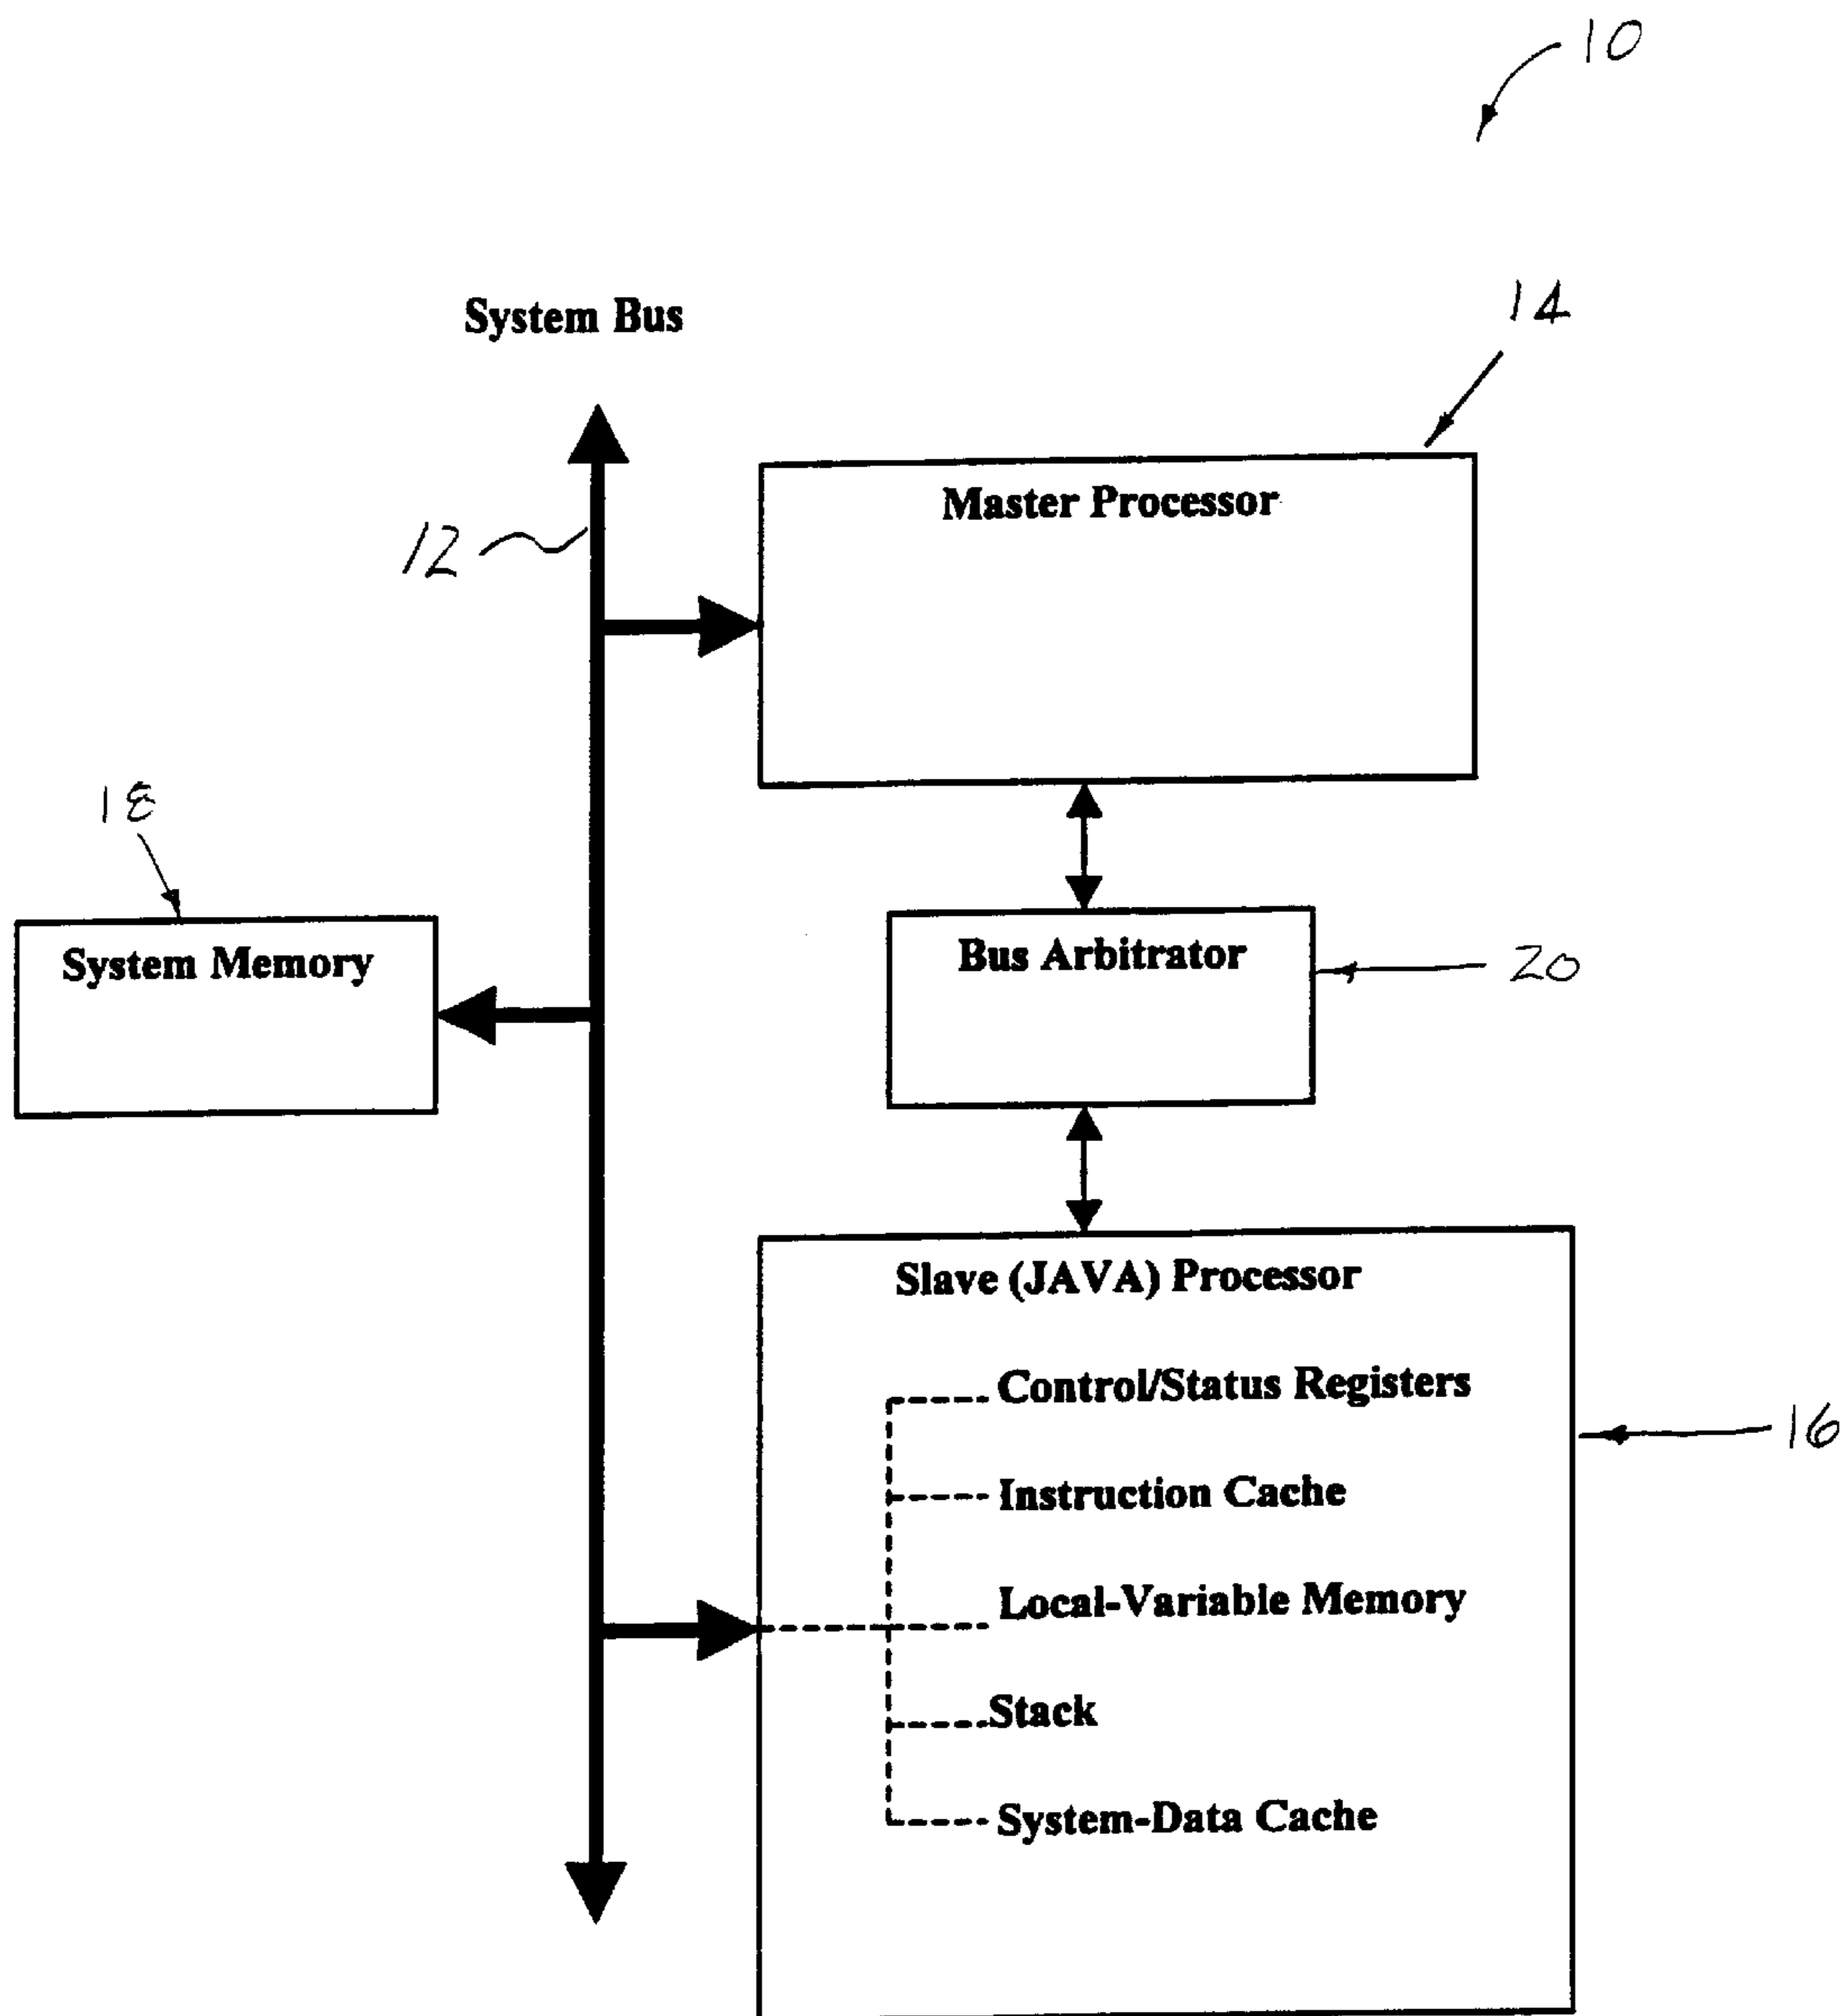 10
System Bus
14
Master Processor
12
18
System Memory
Bus Arbitrator
20
Slave (JAVA) Processor
Control/Status Registers
16
Instruction Cache
Local-Variable Memory
Stack
System-Data Cache